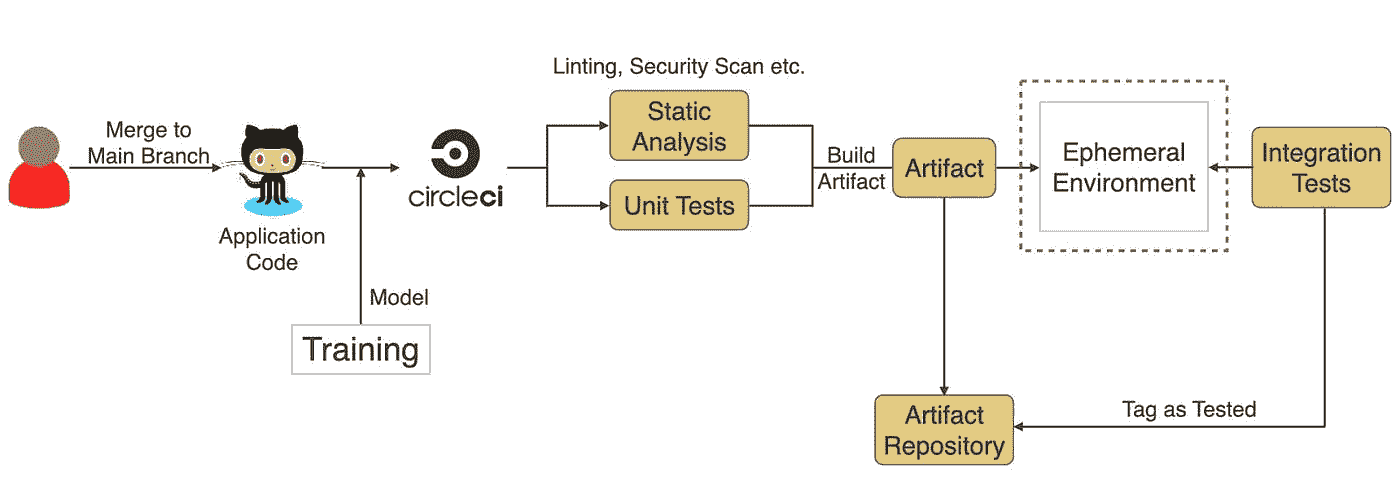 Linting, Security Scan etc.
Merge to
Main Branch
Application
Code
Model
Training
circleci
Static
Analysis
Unit Tests
Build
Artifact
Artifact
Ephemeral
Environment
Integration
Tests
Artifact
Repository
Tag as Tested